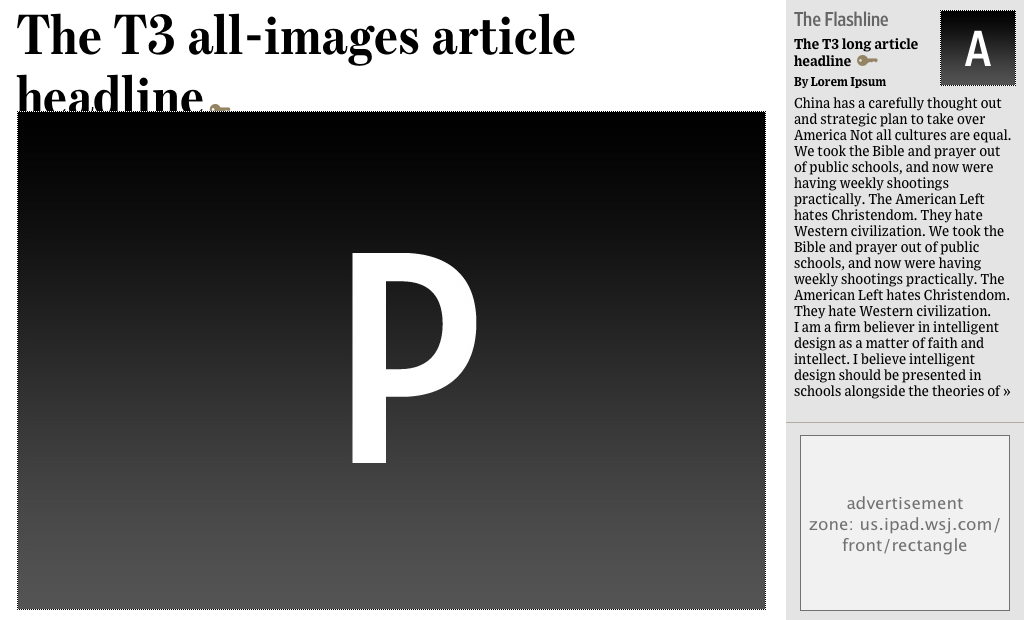 The T3 all-images article
headline
P
The Flashline
The T3 long article
headline
A
By Lorem Ipsum
China has a carefully thought out
and strategic plan to take over
America Not all cultures are equal.
We took the Bible and prayer out
of public schools, and now were
having weekly shootings
practically. The American Left
hates Christendom. They hate
Western civilization. We took the
Bible and prayer out of public
schools, and now were having
weekly shootings practically. The
American Left hates Christendom.
They hate Western civilization.
I am a firm believer in intelligent
design as a matter of faith and
intellect. I believe intelligent
design should be presented in
schools alongside the theories of »
advertisement
zone: us.ipad.wsj.com/
front/rectangle